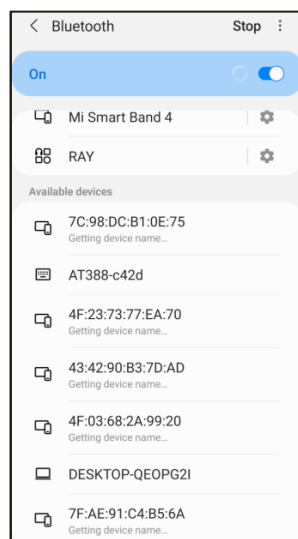 Bluetooth
Stop
On
Mi Smart Band 4
RAY
Available devices
7C:98:DC:B1:0E:75
Getting device name...
AT388-c42d
4F:23:73:77:EA:70
Getting device name...
43:42:90:B3:7D:AD
Getting device name...
4F:03:68:2A:99:20
Getting device name...
DESKTOP-QEOPG2I
7F:AE:91:C4:B5:6A
Getting device name...